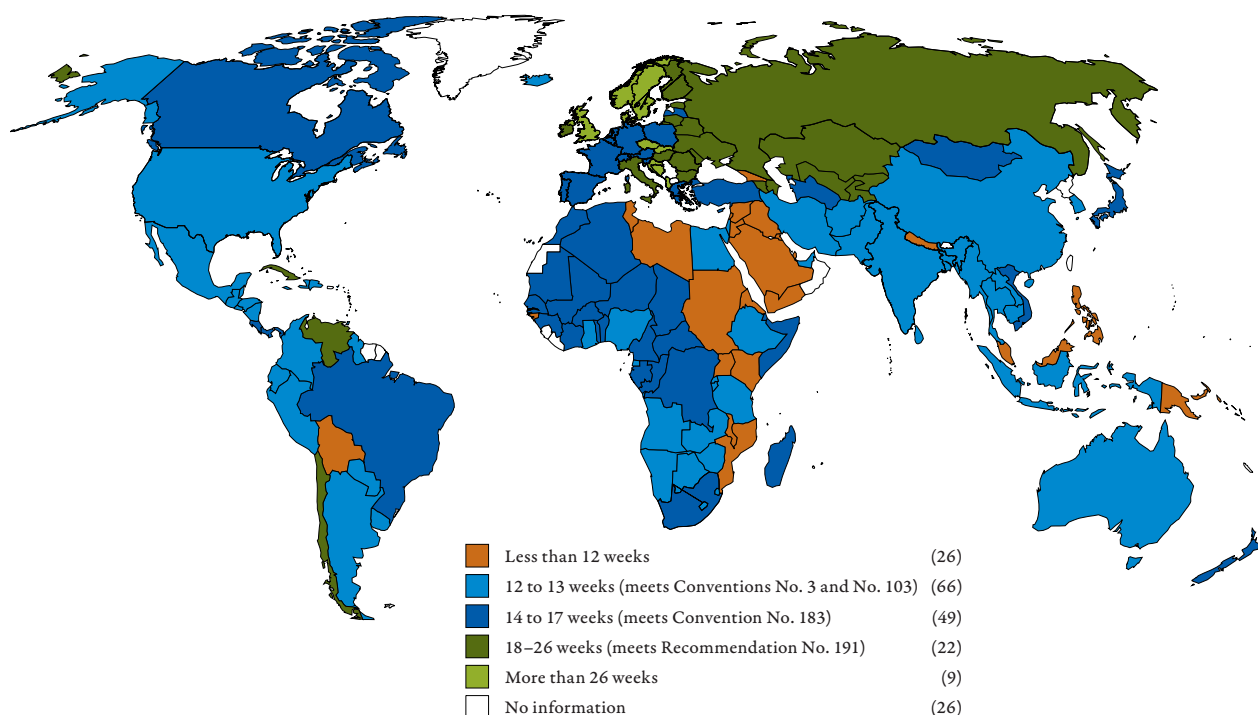 Less than 12 weeks (26)
12 to 13 weeks (meets Conventions No. 3 and No. 103) (66)
14 to 17 weeks (meets Convention No. 183) (49)
18–26 weeks (meets Recommendation No. 191) (22)
More than 26 weeks (9)
No information (26)